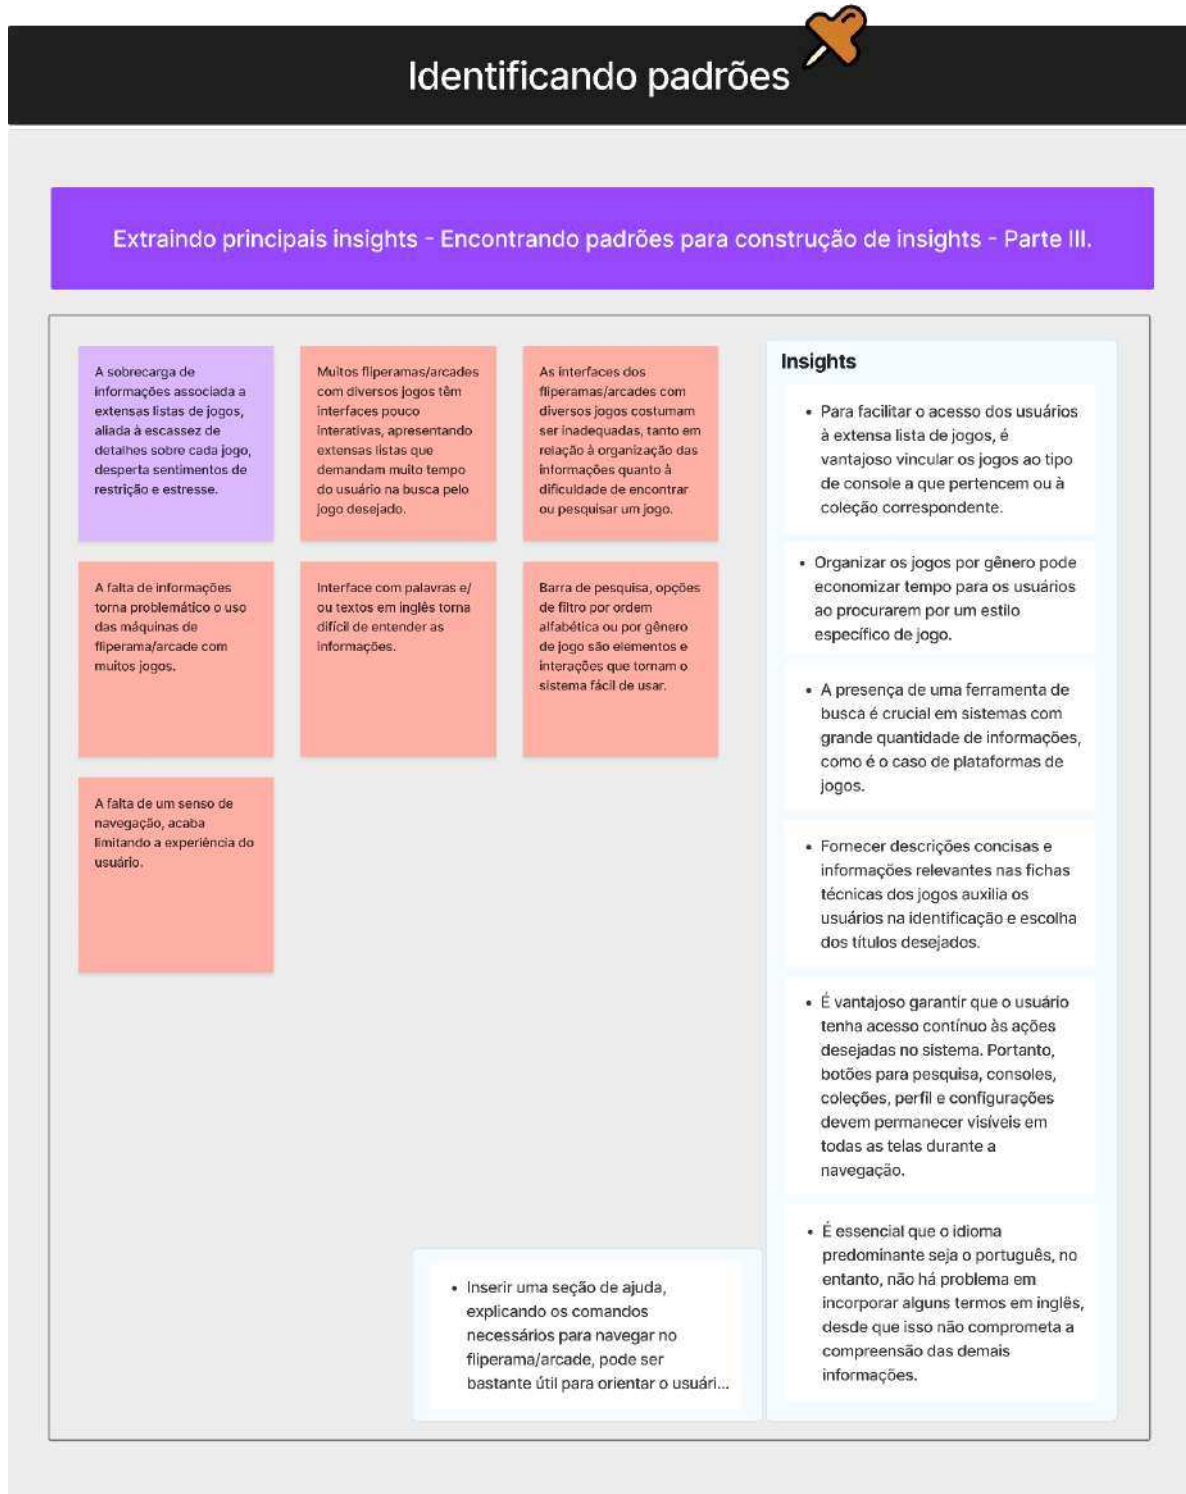 Identificando padrões
Extraindo principais insights - Encontrando padrões para construção de insights - Parte III.
A sobrecarga de
informações associada a
extensas listas de jogos,
aliada à escassez de
detalhes sobre cada jogo,
desperta sentimentos de
restrição e estresse.
Muitos fliperamas/arcades
com diversos jogos têm
interfaces pouco
interativas, apresentando
extensas listas que
demandam muito tempo
do usuário na busca pelo
jogo desejado.
As interfaces dos
fliperamas/arcades com
diversos jogos costumam
ser inadequadas, tanto em
relação à organização das
informações quanto à
dificuldade de encontrar
ou pesquisar um jogo.
A falta de informações
torna problemático o uso
das máquinas de
fliperama/arcade com
muitos jogos.
Interface com palavras e/
ou textos em inglês torna
difícil de entender as
informações.
Barra de pesquisa, opções
de filtro por ordem
alfabética ou por gênero
de jogo são elementos e
interações que tornam o
sistema fácil de usar.
A falta de um senso de
navegação, acaba
limitando a experiência do
usuário.
Insights
• Para facilitar o acesso dos usuários
à extensa lista de jogos, é
vantajoso vincular os jogos ao tipo
de console a que pertencem ou à
coleção correspondente.
• Organizar os jogos por gênero pode
economizar tempo para os usuários
ao procurarem por um estilo
específico de jogo.
• A presença de uma ferramenta de
busca é crucial em sistemas com
grande quantidade de informações,
como é o caso de plataformas de
jogos.
• Fornecer descrições concisas e
informações relevantes nas fichas
técnicas dos jogos auxilia os
usuários na identificação e escolha
dos títulos desejados.
• É vantajoso garantir que o usuário
tenha acesso contínuo às ações
desejadas no sistema. Portanto,
botões para pesquisa, consoles,
coleções, perfil e configurações
devem permanecer visíveis em
todas as telas durante a
navegação.
• É essencial que o idioma
predominante seja o português, no
entanto, não há problema em
incorporar alguns termos em inglês,
desde que isso não comprometa a
compreensão das demais
informações.
• Inserir uma seção de ajuda,
explicando os comandos
necessários para navegar no
fliperama/arcade, pode ser
bastante útil para orientar o usuári...